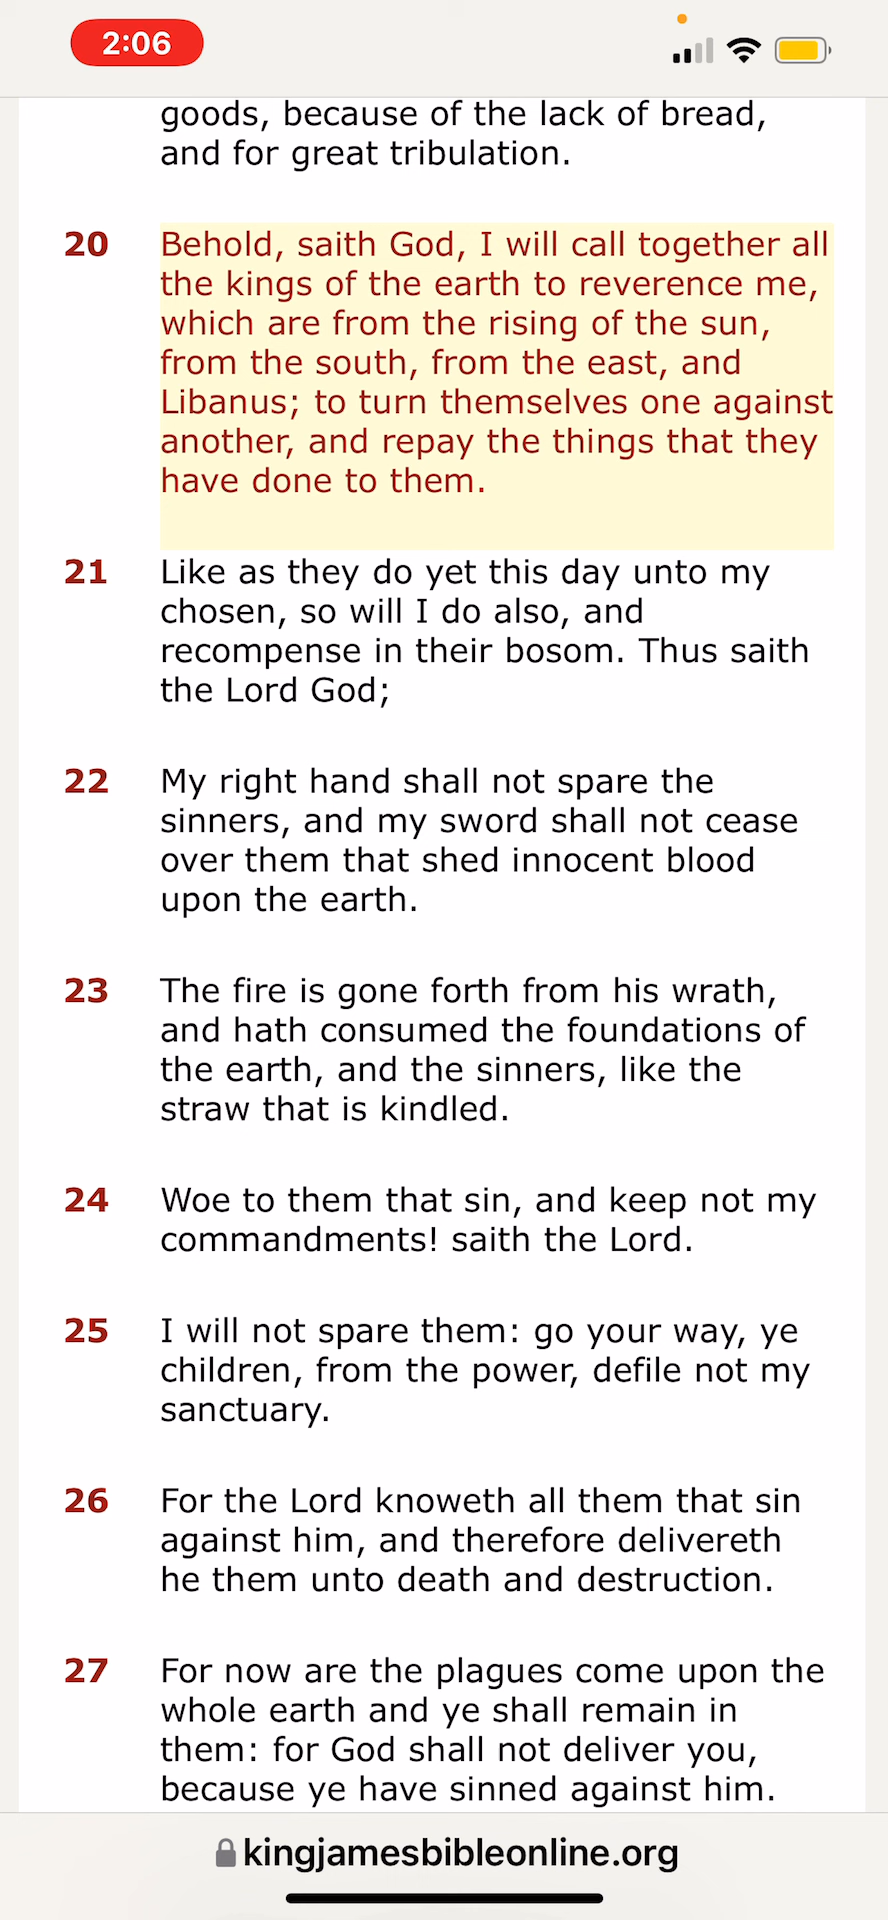 2:06
goods, because of the lack of bread,
and for great tribulation.
20 Behold, saith God, I will call together all
the kings of the earth to reverence me,
which are from the rising of the sun,
from the south, from the east, and
Libanus; to turn themselves one against
another, and repay the things that they
have done to them.
21 Like as they do yet this day unto my
chosen, so will I do also, and
recompense in their bosom. Thus saith
the Lord God;
22 My right hand shall not spare the
sinners, and my sword shall not cease
over them that shed innocent blood
upon the earth.
23 The fire is gone forth from his wrath,
and hath consumed the foundations of
the earth, and the sinners, like the
straw that is kindled.
24 Woe to them that sin, and keep not my
commandments! saith the Lord.
25 I will not spare them: go your way, ye
children, from the power, defile not my
sanctuary.
26 For the Lord knoweth all them that sin
against him, and therefore delivereth
he them unto death and destruction.
27 For now are the plagues come upon the
whole earth and ye shall remain in
them: for God shall not deliver you,
because ye have sinned against him.
kingjamesbibleonline.org